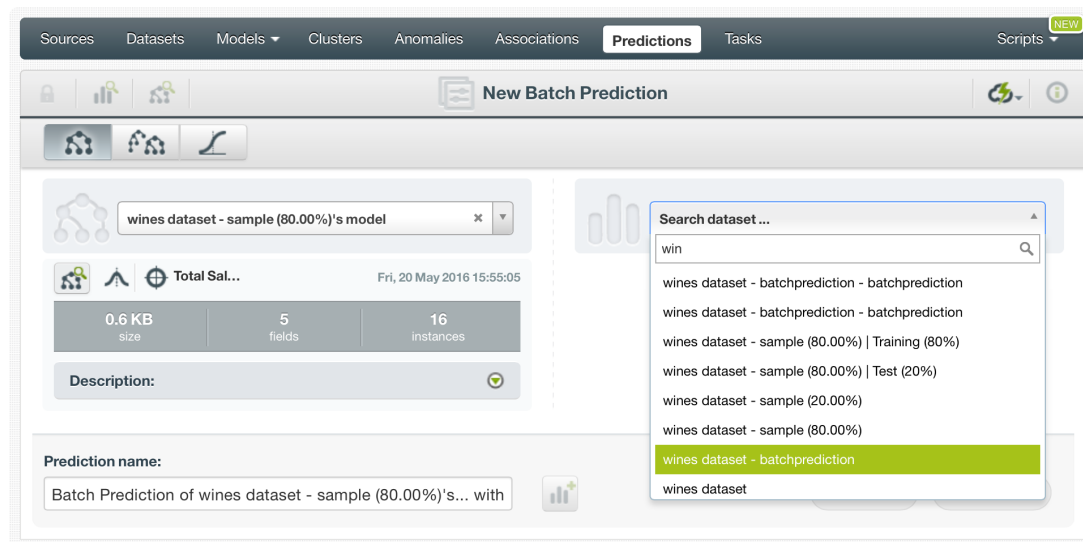 Sources Datasets Models Clusters Anomalies Associations Predictions Tasks Scripts NEW
New Batch Prediction
wines dataset - sample (80.00%)'s model
Total Sal... Fri, 20 May 2016 15:55:05
0.6 KB 5 16
size fields instances
Description:
Search dataset ...
win
wines dataset - batchprediction - batchprediction
wines dataset - batchprediction - batchprediction
wines dataset - sample (80.00%) | Training (80%)
wines dataset - sample (80.00%) | Test (20%)
wines dataset - sample (20.00%)
wines dataset - sample (80.00%)
wines dataset - batchprediction
wines dataset
Prediction name:
Batch Prediction of wines dataset - sample (80.00%)'s... with